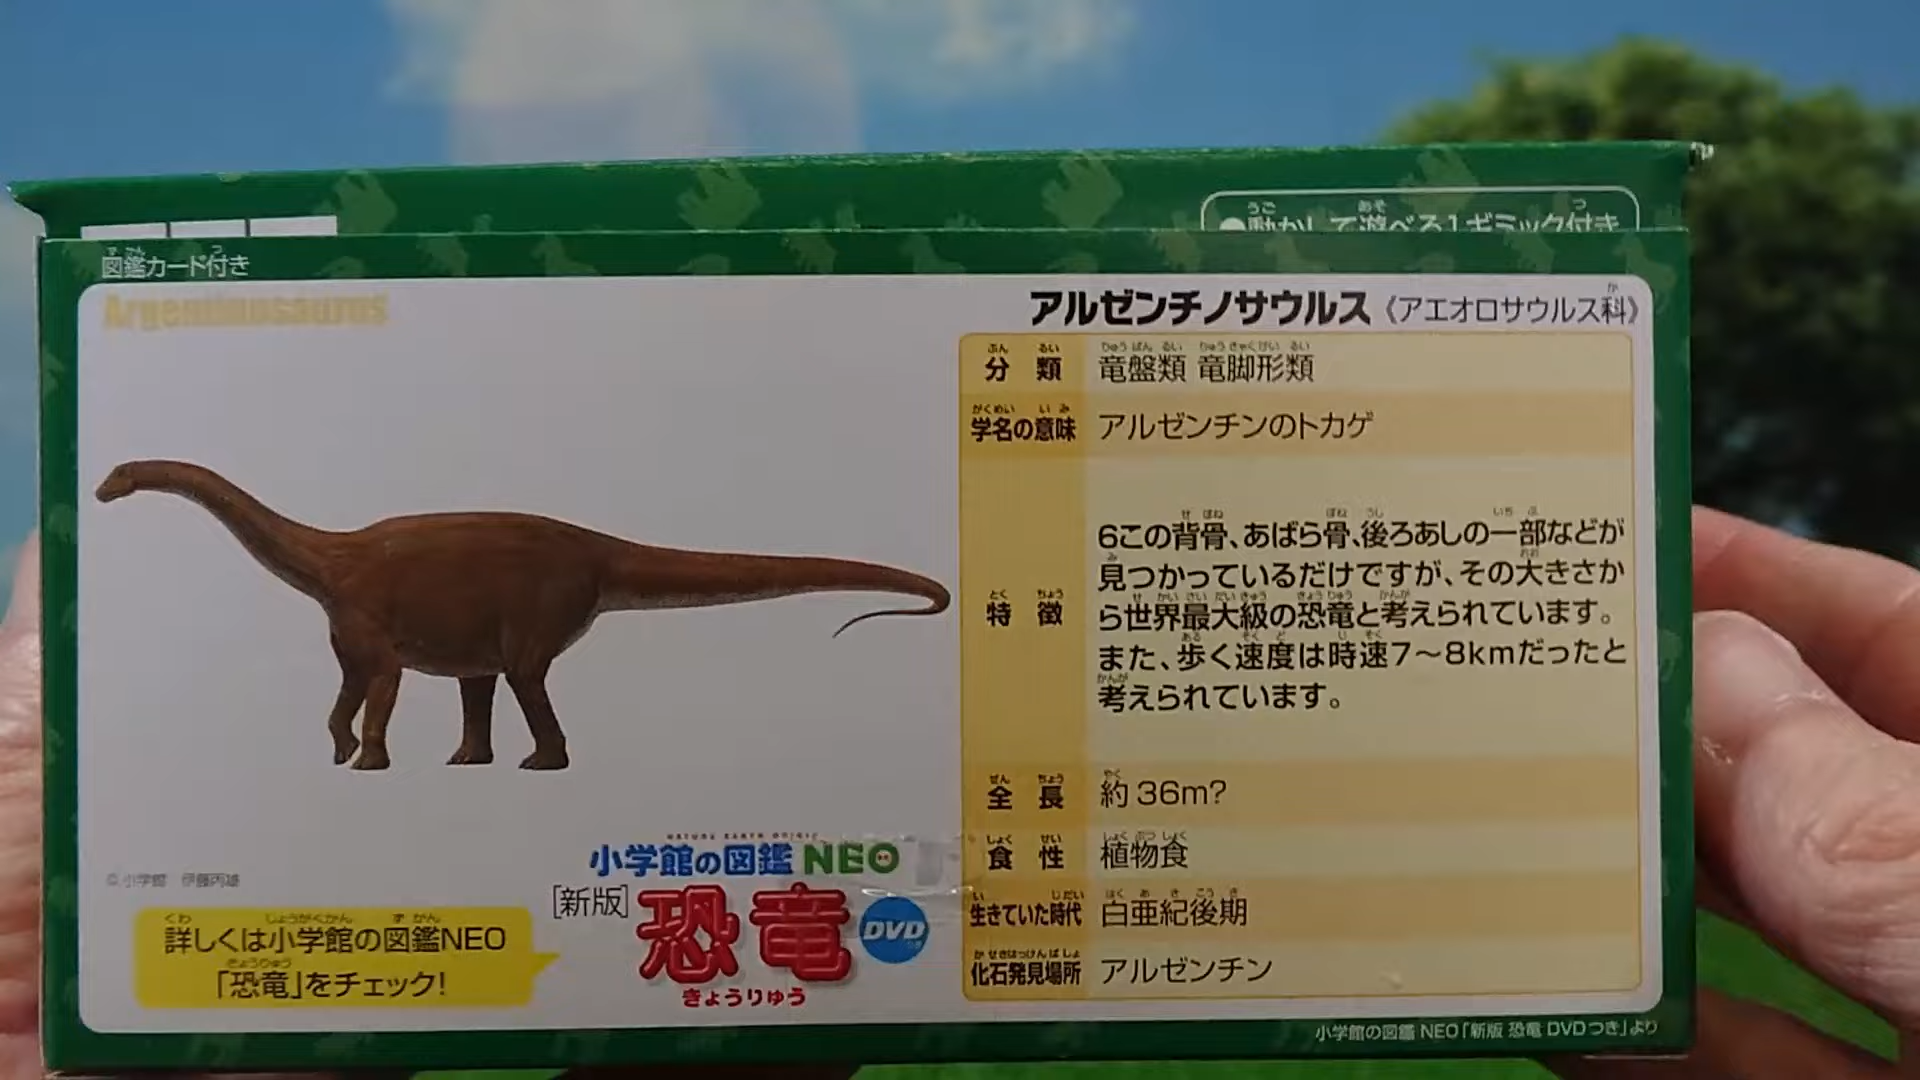 ●動かして遊べる1ギミック付き
図鑑カード付き
Argentinosaurus
アルゼンチノサウルス《アエオロサウルス科》
分類 竜盤類 竜脚形類
学名の意味 アルゼンチンのトカゲ
特徴 6この背骨、あばら骨、後ろあしの一部などが
見つかっているだけですが、その大きさか
ら世界最大級の恐竜と考えられています。
また、歩く速度は時速7〜8kmだったと
考えられています。
全長 約36m?
食性 植物食
生きていた時代 白亜紀後期
化石発見場所 アルゼンチン
©小学館 伊藤丙雄
小学館の図鑑 NEO
[新版] 恐竜 DVDつき
きょうりゅう
詳しくは小学館の図鑑NEO
「恐竜」をチェック!
小学館の図鑑 NEO「新版 恐竜 DVDつき」より